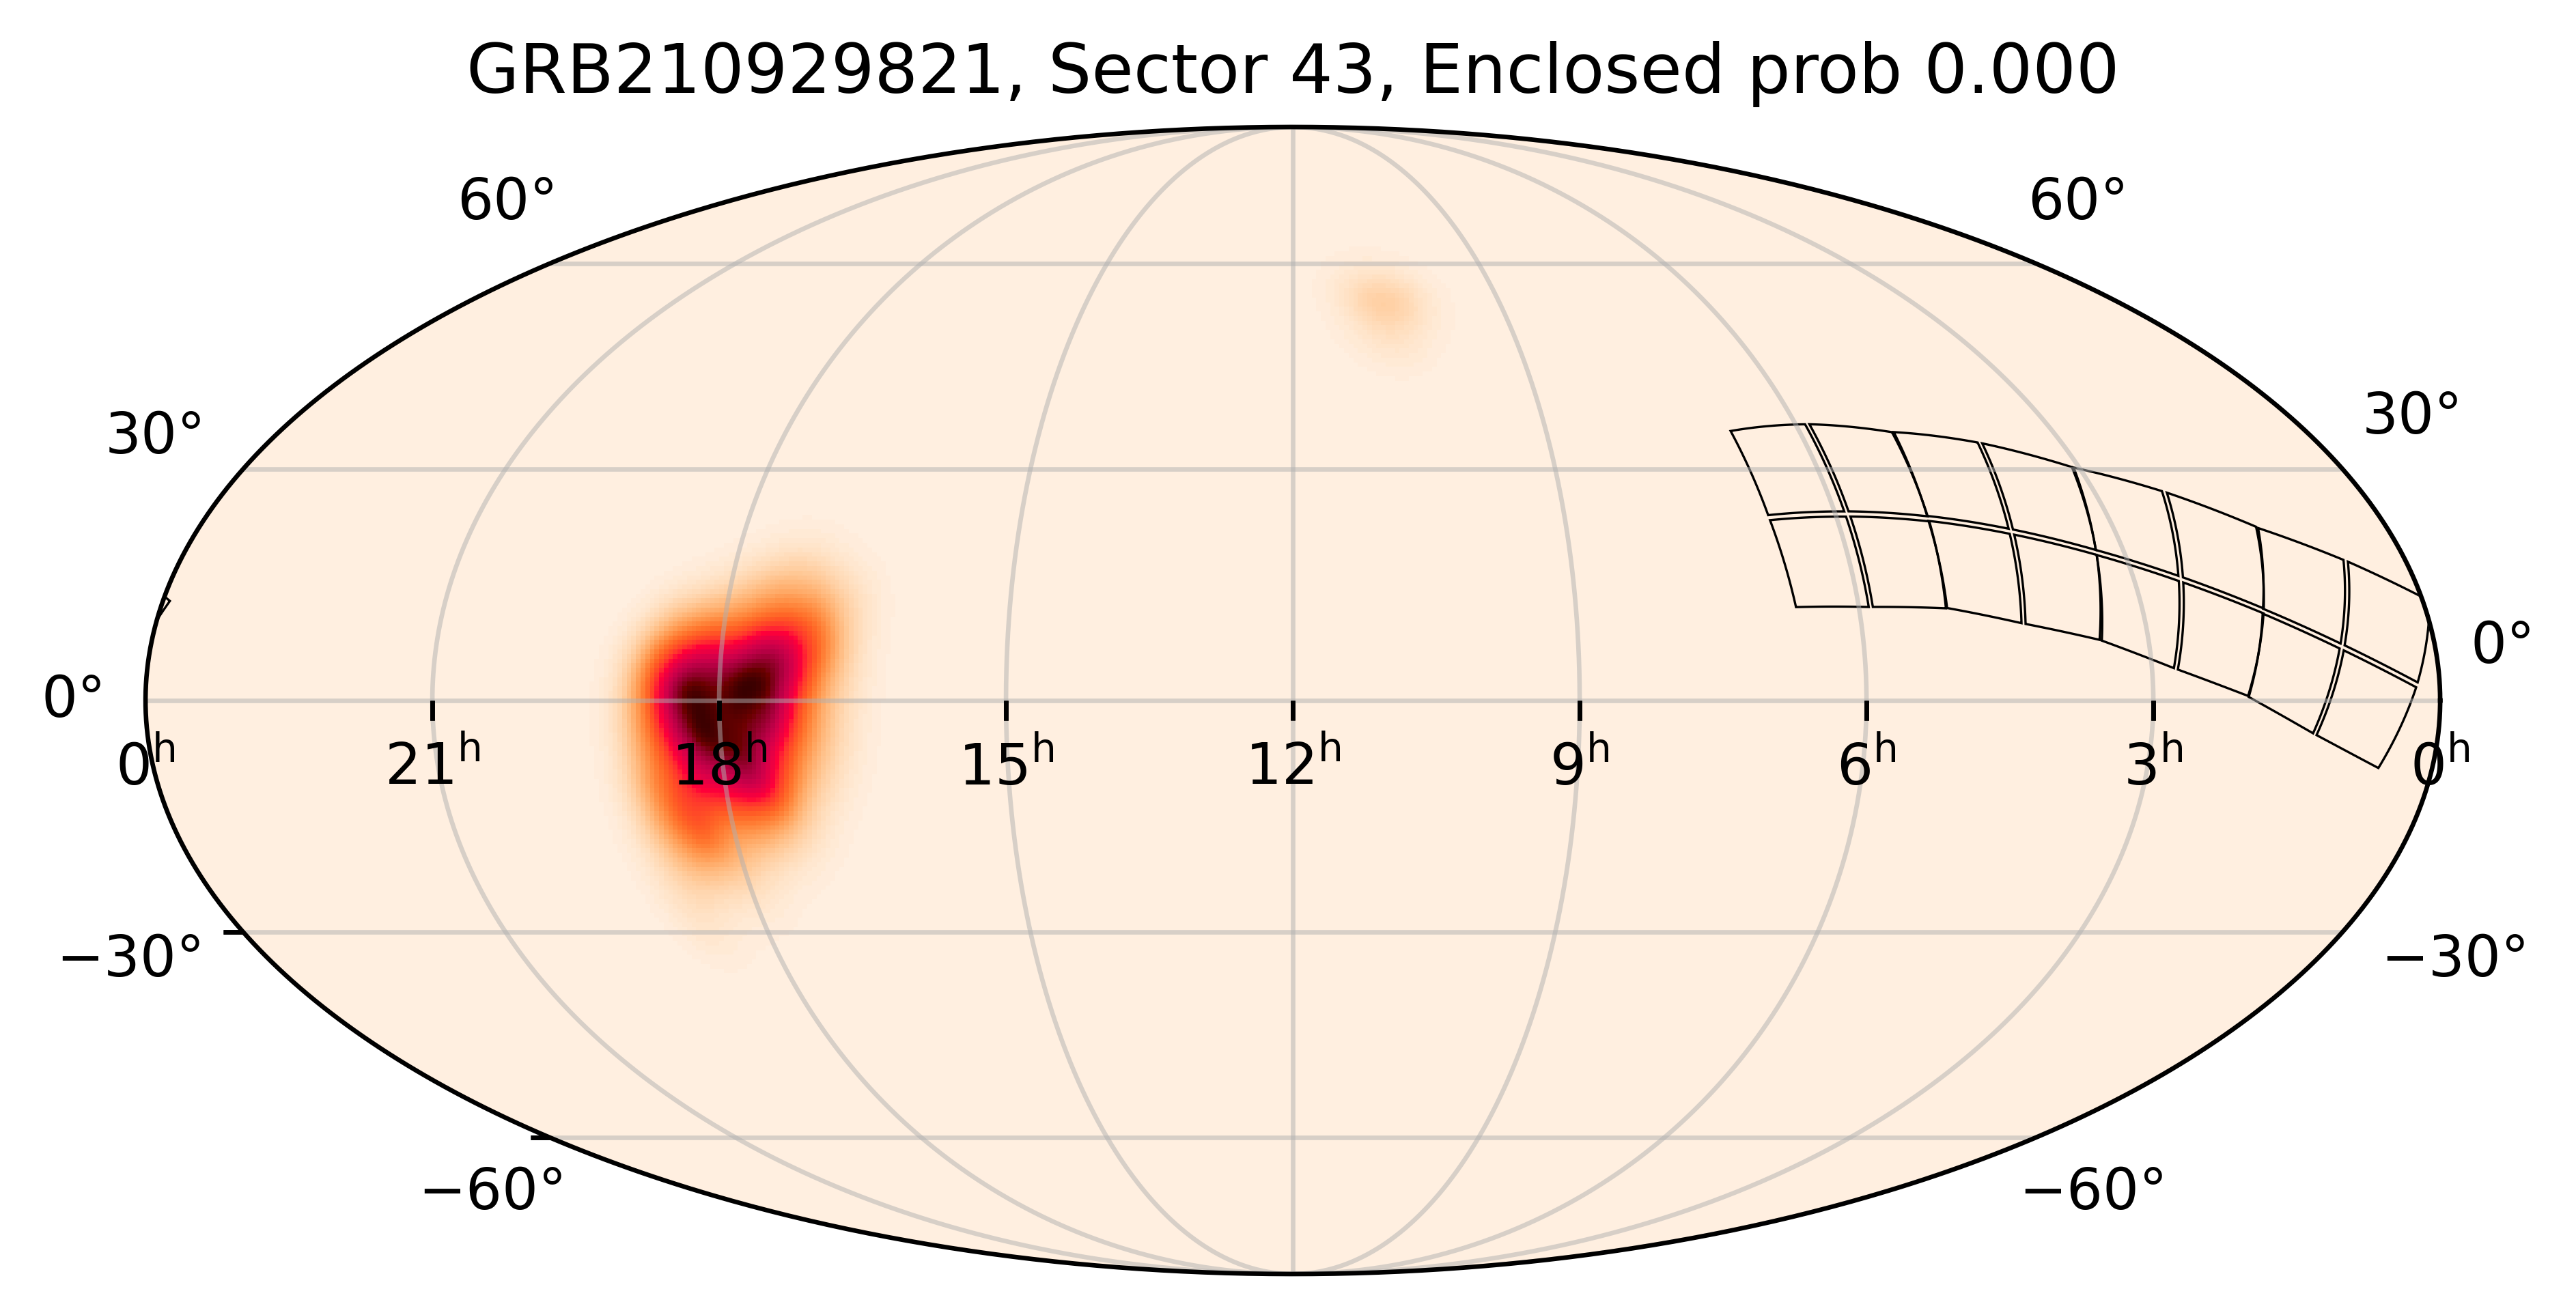 GRB210929821, Sector 43, Enclosed prob 0.000
60° 60°
30° 30°
0° 0°
0ʰ 21ʰ 18ʰ 15ʰ 12ʰ 9ʰ 6ʰ 3ʰ 0ʰ
−30° −30°
−60° −60°